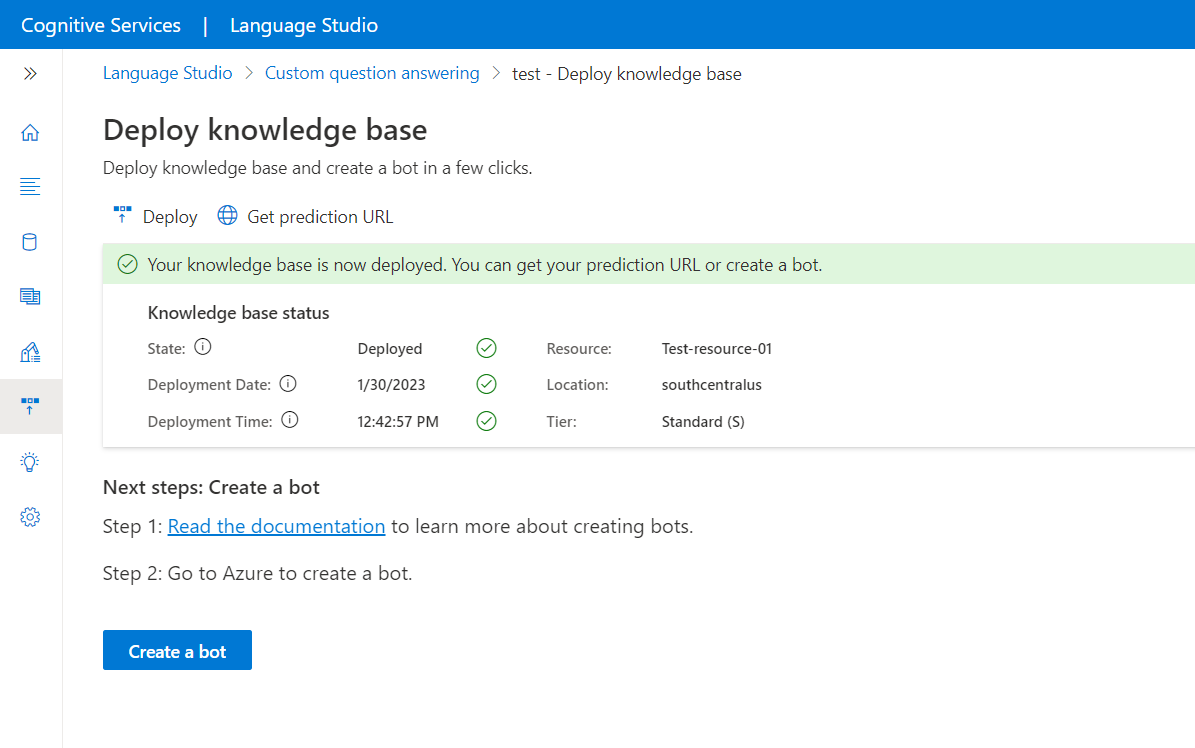 Cognitive Services | Language Studio
Language Studio > Custom question answering > test - Deploy knowledge base
Deploy knowledge base
Deploy knowledge base and create a bot in a few clicks.
Deploy Get prediction URL
Your knowledge base is now deployed. You can get your prediction URL or create a bot.
Knowledge base status
State: Deployed Resource: Test-resource-01
Deployment Date: 1/30/2023 Location: southcentralus
Deployment Time: 12:42:57 PM Tier: Standard (S)
Next steps: Create a bot
Step 1: Read the documentation to learn more about creating bots.
Step 2: Go to Azure to create a bot.
Create a bot